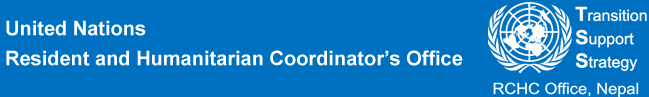 United Nations
Resident and Humanitarian Coordinator's Office
Transition
Support
Strategy
RCHC Office, Nepal